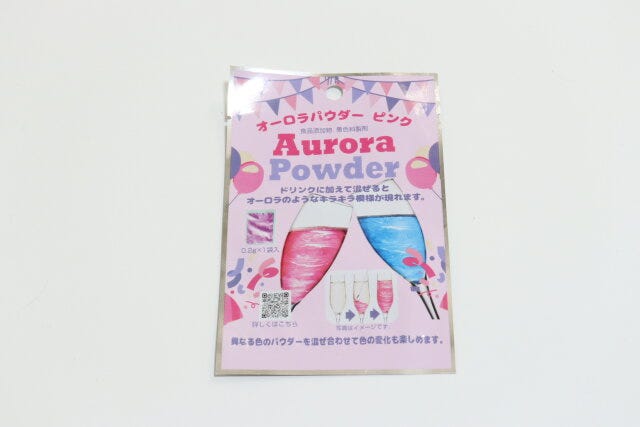 オーロラパウダー ピンク
食品添加物 着色料製剤
Aurora
Powder
ドリンクに加えて混ぜると
オーロラのようなキラキラ模様が現れます。
0.2g×1袋入
詳しくはこちら
写真はイメージです。
異なる色のパウダーを混ぜ合わせて色の変化も楽しめます。